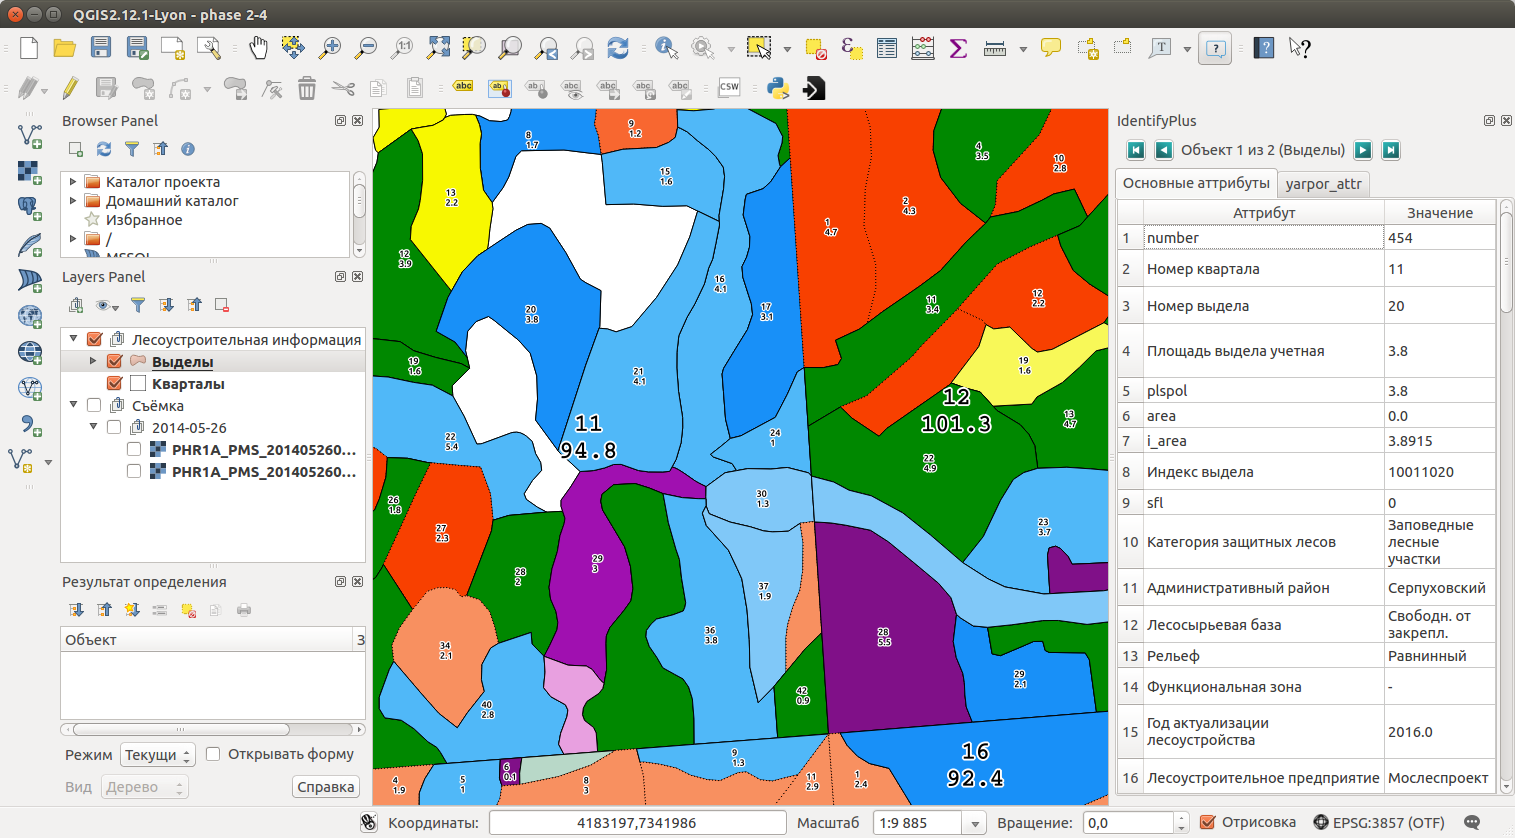 QGIS2.12.1-Lyon - phase 2-4
Browser Panel
Каталог проекта
Домашний каталог
Избранное
/
MSSQL
Layers Panel
Лесоустроительная информация
Выделы
Кварталы
Съёмка
2014-05-26
PHR1A_PMS_201405260...
PHR1A_PMS_201405260...
Результат определения
Объект
З
Режим
Текущи
Открывать форму
Вид
Дерево
Справка
8
1.7
9
1.2
15
1.6
13
2.2
12
3.9
4
3.5
10
2.8
2
4.3
1
4.7
16
4.1
17
3.1
20
3.8
11
3.4
12
2.2
19
1.6
19
1.6
21
4.1
11
94.8
12
101.3
13
4.7
22
5.4
24
1
22
4.9
26
1.8
30
1.3
27
2.3
23
3.7
29
3
28
2
37
1.9
36
3.8
28
5.5
34
2.1
29
2.1
42
0.9
40
2.8
16
92.4
9
1.3
6
0.1
4
1.9
5
1
8
3
11
2.9
1
2.4
IdentifyPlus
Объект 1 из 2 (Выделы)
Основные аттрибуты
yarpor_attr
Аттрибут Значение
1 number 454
2 Номер квартала 11
3 Номер выдела 20
4 Площадь выдела учетная 3.8
5 plspol 3.8
6 area 0.0
7 i_area 3.8915
8 Индекс выдела 10011020
9 sfl 0
10 Категория защитных лесов Заповедные
лесные
участки
11 Административный район Серпуховский
12 Лесосырьевая база Свободн. от
закрепл.
13 Рельеф Равнинный
14 Функциональная зона -
15 Год актуализации
лесоустройства 2016.0
16 Лесоустроительное предприятие Мослеспроект
Координаты:
4183197,7341986
Масштаб
1:9 885
Вращение:
0,0
Отрисовка
EPSG:3857 (OTF)